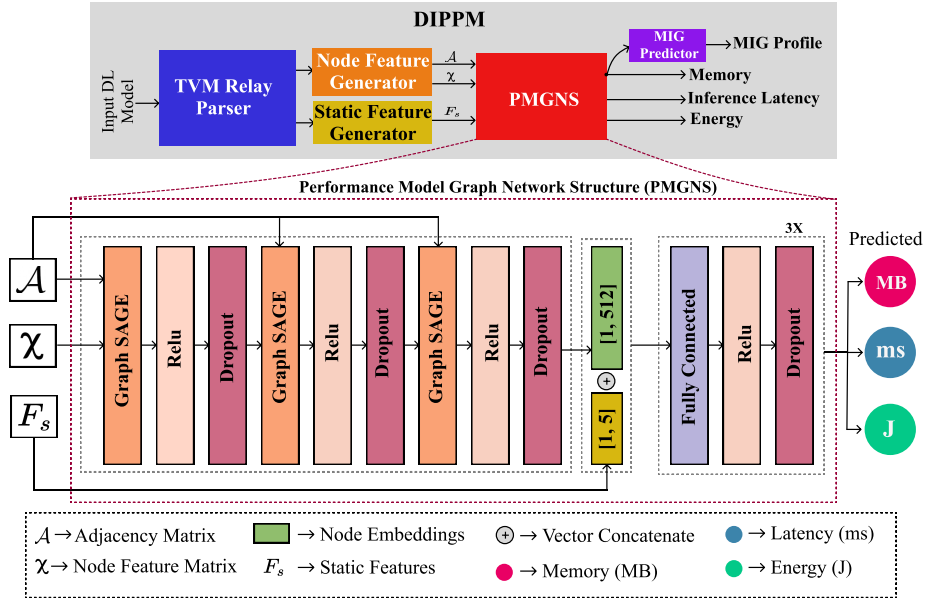 DIPPM
Input DL
Model
TVM Relay
Parser
Node Feature
Generator
Static Feature
Generator
𝒜
χ
Fₛ
PMGNS
MIG
Predictor
MIG Profile
Memory
Inference Latency
Energy
Performance Model Graph Network Structure (PMGNS)
𝒜
χ
Fₛ
Graph SAGE
Relu
Dropout
Graph SAGE
Relu
Dropout
Graph SAGE
Relu
Dropout
[1, 512]
+
[1, 5]
3X
Fully Connected
Relu
Dropout
Predicted
MB
ms
J
𝒜 → Adjacency Matrix
→ Node Embeddings
+ → Vector Concatenate
→ Latency (ms)
χ → Node Feature Matrix
Fₛ → Static Features
→ Memory (MB)
→ Energy (J)